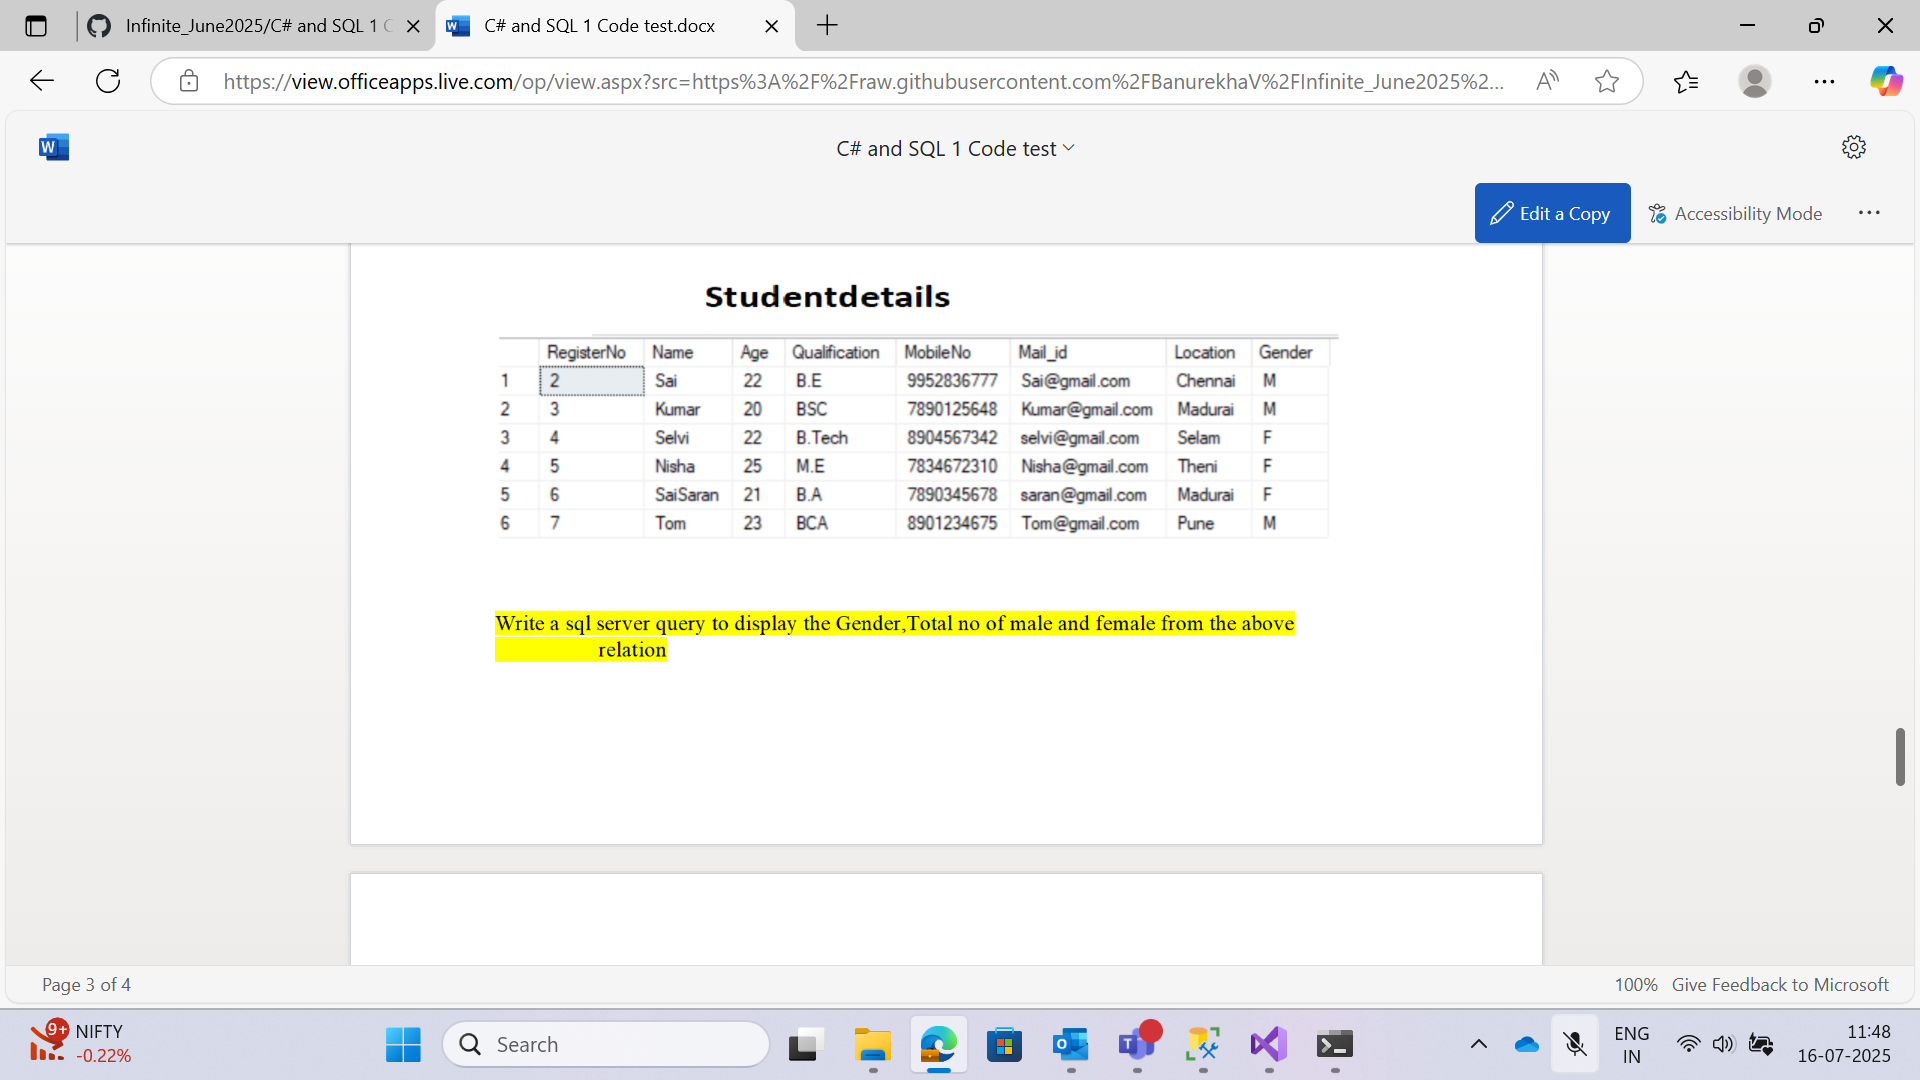 Infinite_June2025/C# and SQL 1 C
C# and SQL 1 Code test.docx
https://view.officeapps.live.com/op/view.aspx?src=https%3A%2F%2Fraw.githubusercontent.com%2FBanurekhaV%2FInfinite_June2025%2...
C# and SQL 1 Code test
Edit a Copy
Accessibility Mode
Studentdetails
RegisterNo Name Age Qualification MobileNo Mail_id Location Gender
1 2 Sai 22 B.E 9952836777 Sai@gmail.com Chennai M
2 3 Kumar 20 BSC 7890125648 Kumar@gmail.com Madurai M
3 4 Selvi 22 B.Tech 8904567342 selvi@gmail.com Selam F
4 5 Nisha 25 M.E 7834672310 Nisha@gmail.com Theni F
5 6 SaiSaran 21 B.A 7890345678 saran@gmail.com Madurai F
6 7 Tom 23 BCA 8901234675 Tom@gmail.com Pune M
Write a sql server query to display the Gender,Total no of male and female from the above
relation
Page 3 of 4
100% Give Feedback to Microsoft
9+ NIFTY
-0.22%
Search
ENG
IN
11:48
16-07-2025